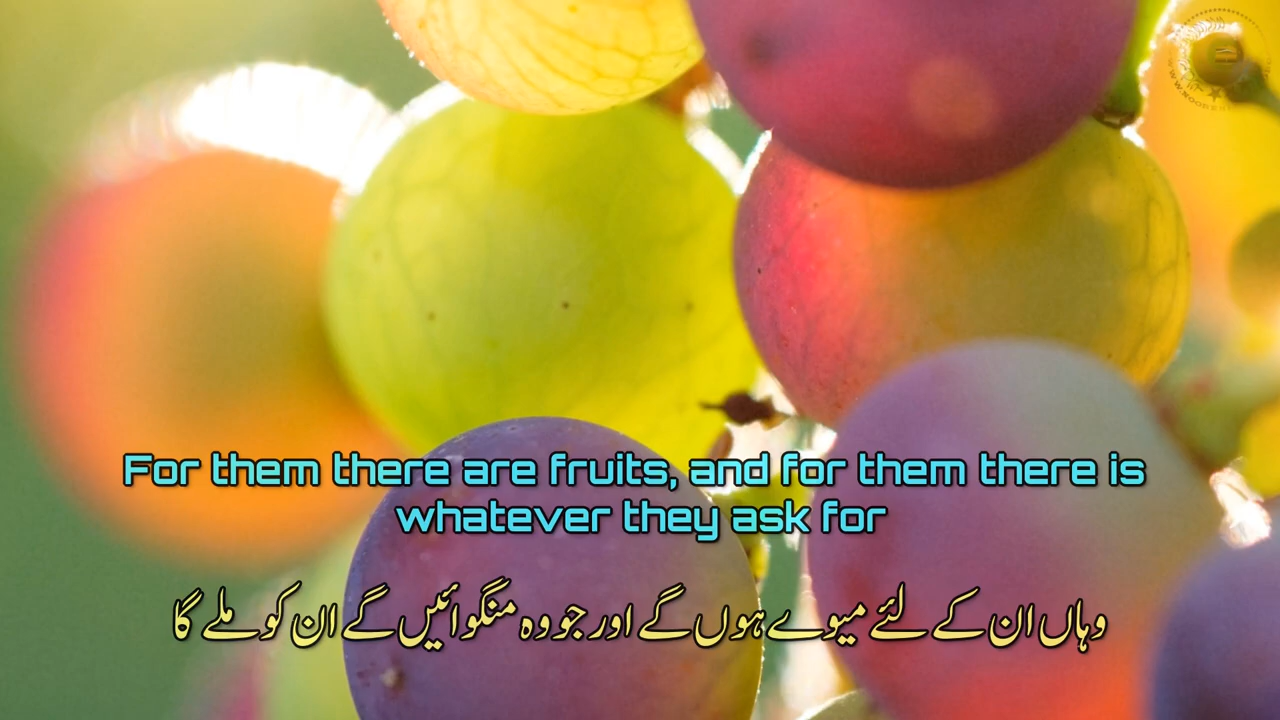 For them there are fruits, and for them there is
whatever they ask for
وہاں ان کے لئے میوے ہوں گے اور جو وہ منگوائیں گے ان کو ملے گا